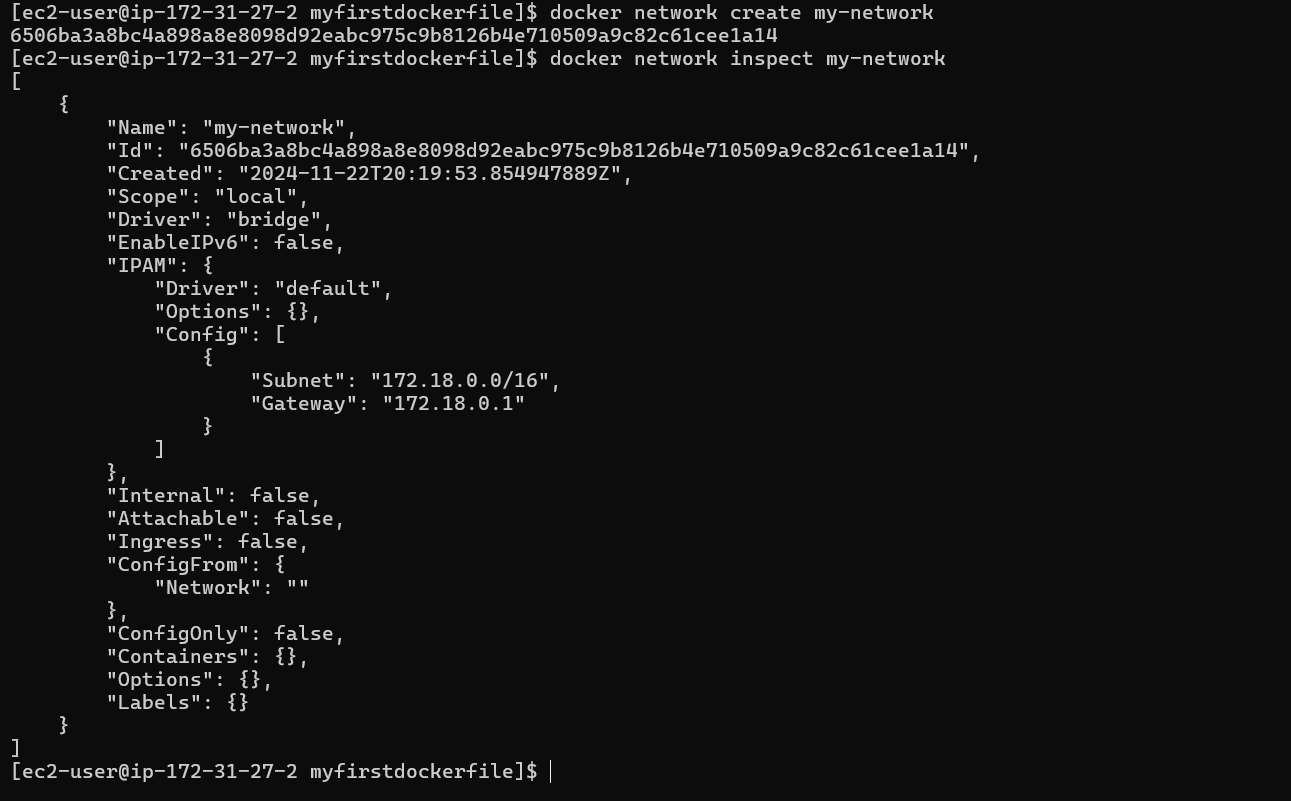 [ec2-user@ip-172-31-27-2 myfirstdockerfile]$ docker network create my-network
6506ba3a8bc4a898a8e8098d92eabc975c9b8126b4e710509a9c82c61cee1a14
[ec2-user@ip-172-31-27-2 myfirstdockerfile]$ docker network inspect my-network
[
    {
        "Name": "my-network",
        "Id": "6506ba3a8bc4a898a8e8098d92eabc975c9b8126b4e710509a9c82c61cee1a14",
        "Created": "2024-11-22T20:19:53.854947889Z",
        "Scope": "local",
        "Driver": "bridge",
        "EnableIPv6": false,
        "IPAM": {
            "Driver": "default",
            "Options": {},
            "Config": [
                {
                    "Subnet": "172.18.0.0/16",
                    "Gateway": "172.18.0.1"
                }
            ]
        },
        "Internal": false,
        "Attachable": false,
        "Ingress": false,
        "ConfigFrom": {
            "Network": ""
        },
        "ConfigOnly": false,
        "Containers": {},
        "Options": {},
        "Labels": {}
    }
]
[ec2-user@ip-172-31-27-2 myfirstdockerfile]$